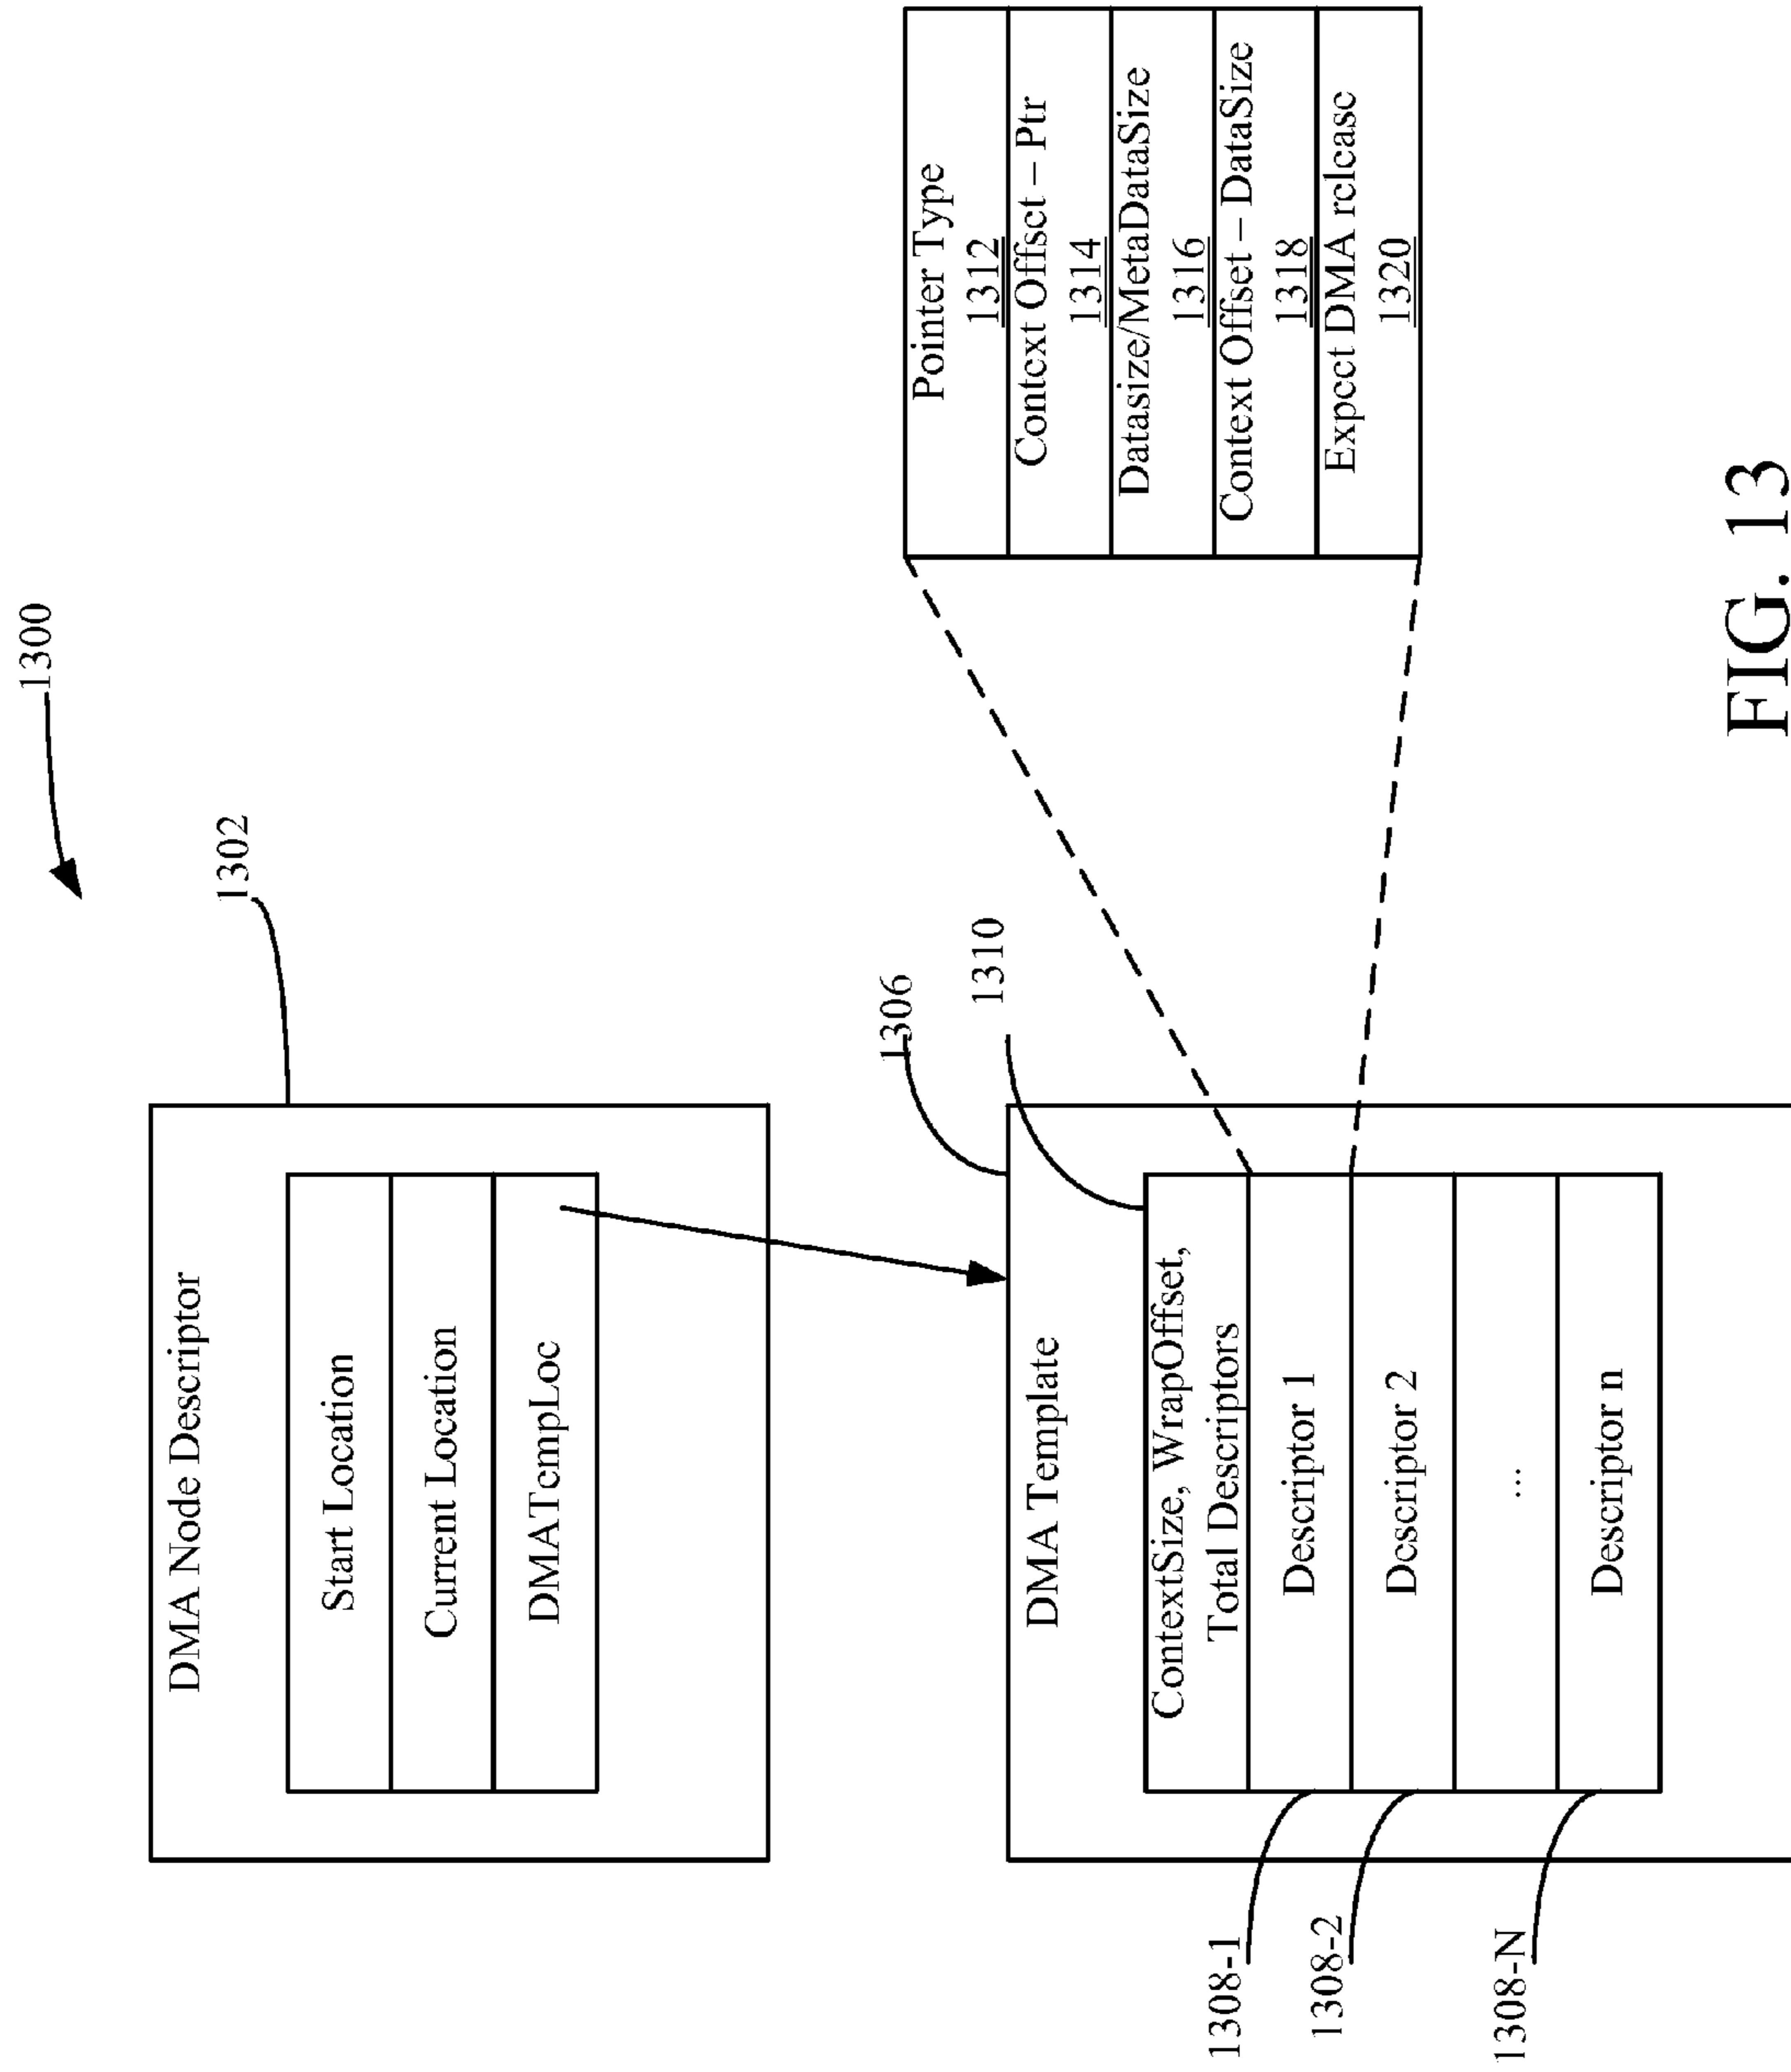 1300
1302
DMA Node Descriptor
Start Location
Current Location
DMATempLoc
1306
1310
DMA Template
ContextSize, WrapOffset,
Total Descriptors
Descriptor 1
Descriptor 2
...
Descriptor n
1308-1
1308-2
1308-N
Pointer Type
1312
Context Offset – Ptr
1314
Datasize/MetaDataSize
1316
Context Offset – DataSize
1318
Expect DMA release
1320
FIG. 13